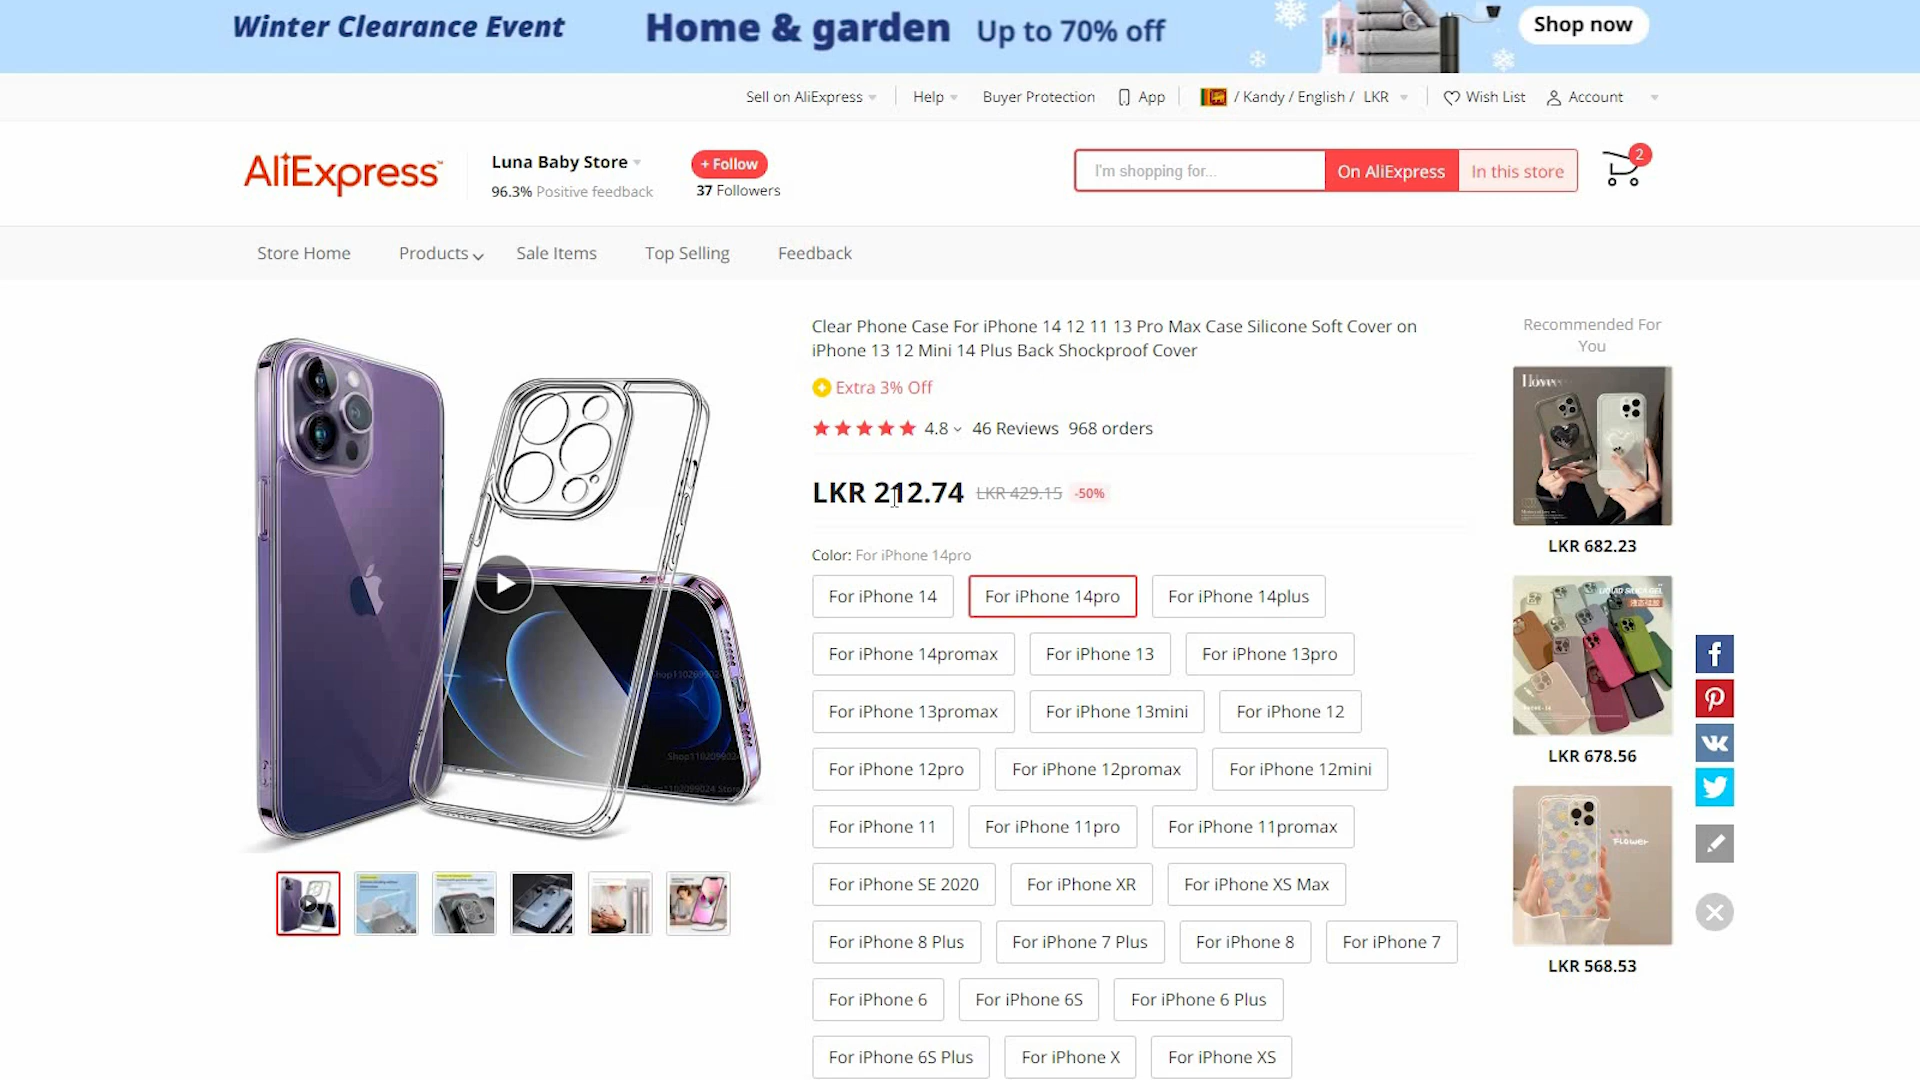 Winter Clearance Event
Home & garden Up to 70% off
Shop now
Sell on AliExpress
Help
Buyer Protection
App
/ Kandy / English / LKR
Wish List
Account
AliExpress™
Luna Baby Store
96.3% Positive feedback
+ Follow
37 Followers
I'm shopping for...
On AliExpress
In this store
2
Store Home
Products
Sale Items
Top Selling
Feedback
Clear Phone Case For iPhone 14 12 11 13 Pro Max Case Silicone Soft Cover on
iPhone 13 12 Mini 14 Plus Back Shockproof Cover
Extra 3% Off
4.8 46 Reviews 968 orders
LKR 212.74 LKR 429.15 -50%
Color: For iPhone 14pro
For iPhone 14
For iPhone 14pro
For iPhone 14plus
For iPhone 14promax
For iPhone 13
For iPhone 13pro
For iPhone 13promax
For iPhone 13mini
For iPhone 12
For iPhone 12pro
For iPhone 12promax
For iPhone 12mini
For iPhone 11
For iPhone 11pro
For iPhone 11promax
For iPhone SE 2020
For iPhone XR
For iPhone XS Max
For iPhone 8 Plus
For iPhone 7 Plus
For iPhone 8
For iPhone 7
For iPhone 6
For iPhone 6S
For iPhone 6 Plus
For iPhone 6S Plus
For iPhone X
For iPhone XS
Recommended For
You
LKR 682.23
LKR 678.56
Flower
LKR 568.53